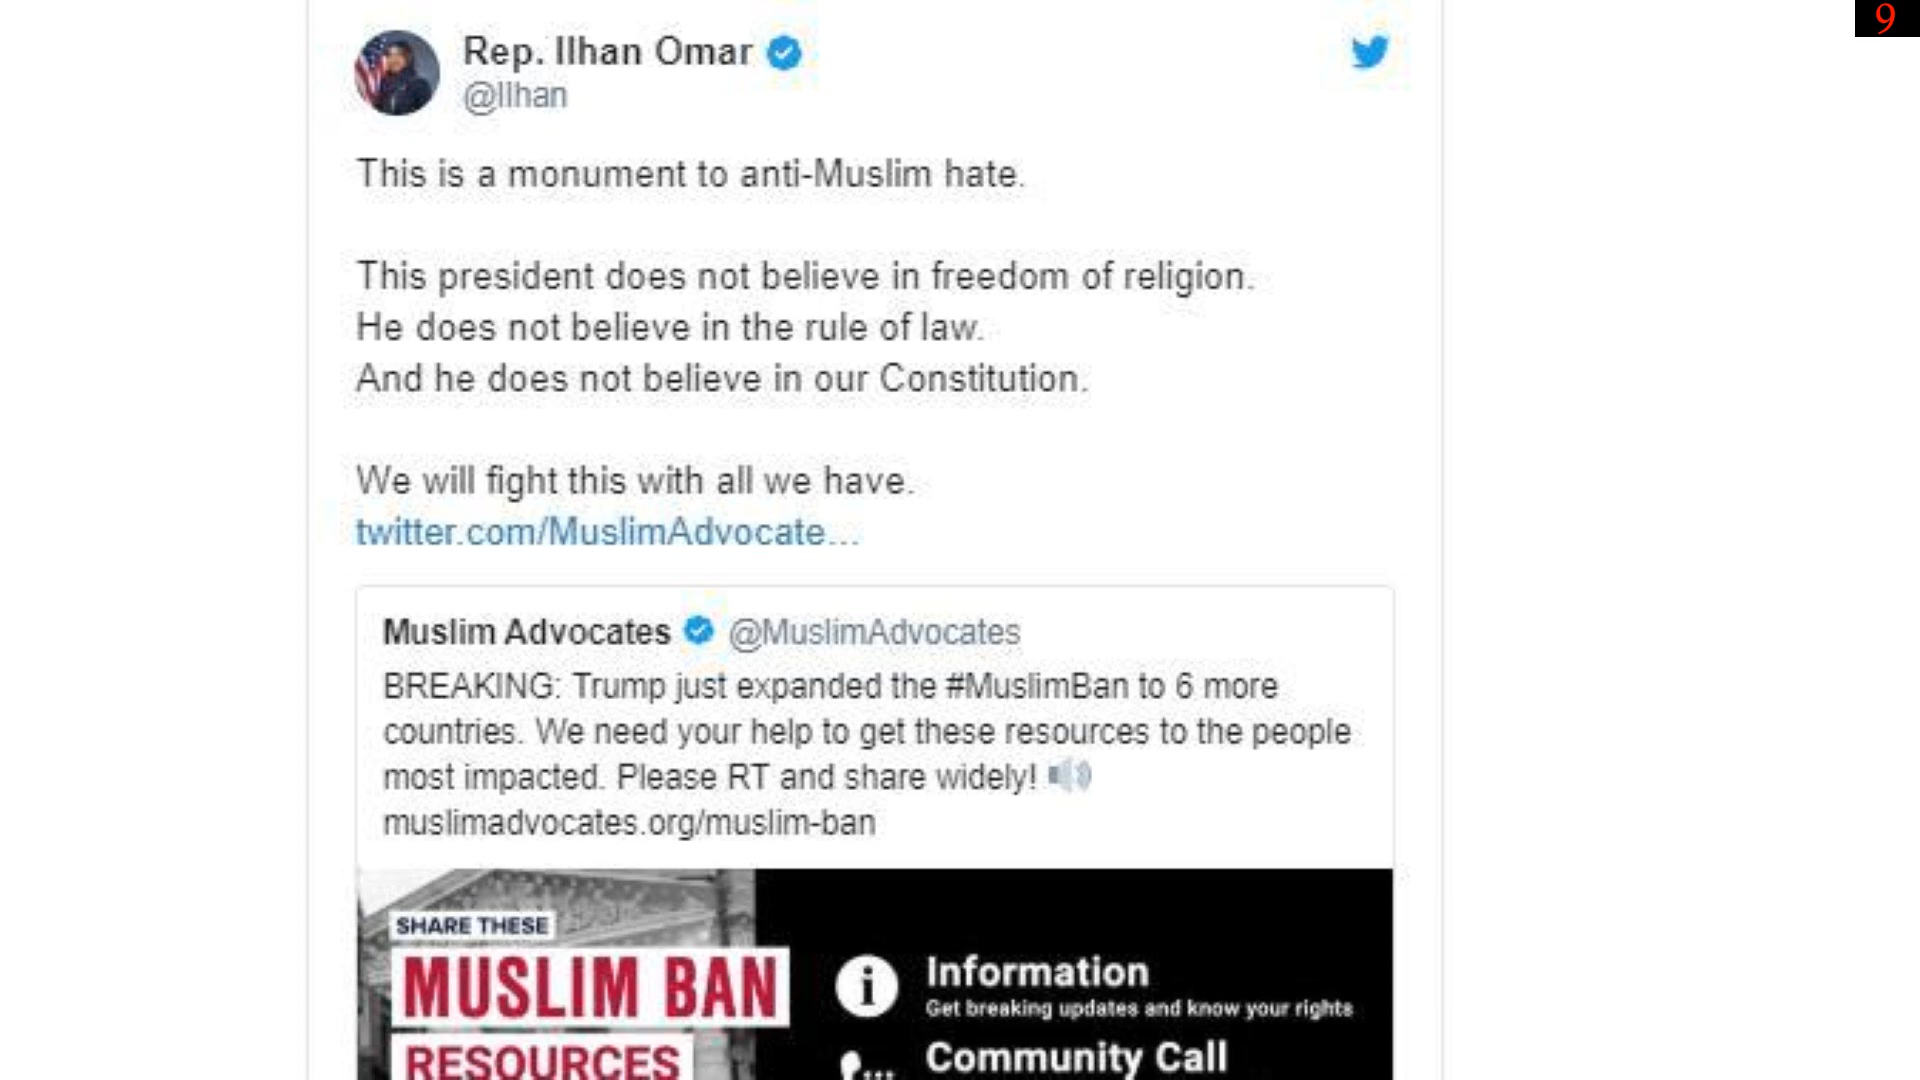 9
Rep. Ilhan Omar
@Ilhan
This is a monument to anti-Muslim hate.
This president does not believe in freedom of religion.
He does not believe in the rule of law.
And he does not believe in our Constitution.
We will fight this with all we have.
twitter.com/MuslimAdvocate...
Muslim Advocates @MuslimAdvocates
BREAKING: Trump just expanded the #MuslimBan to 6 more
countries. We need your help to get these resources to the people
most impacted. Please RT and share widely!
muslimadvocates.org/muslim-ban
SHARE THESE
MUSLIM BAN
RESOURCES
Information
Get breaking updates and know your rights
Community Call